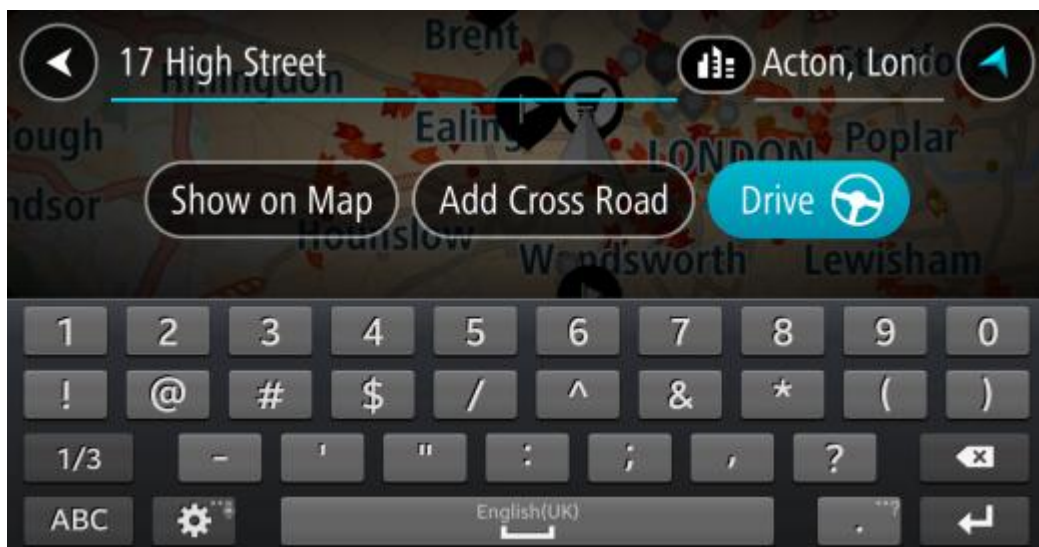 17 High Street
Acton, Lond
Brent
Ealing
LONDON
Poplar
ough
ndsor
Show on Map
Add Cross Road
Drive
Hounslow
Wandsworth
Lewisham
1 2 3 4 5 6 7 8 9 0
! @ # $ / ^ & * ( )
1/3 - ' " : ; , ?
ABC English(UK) . ...?